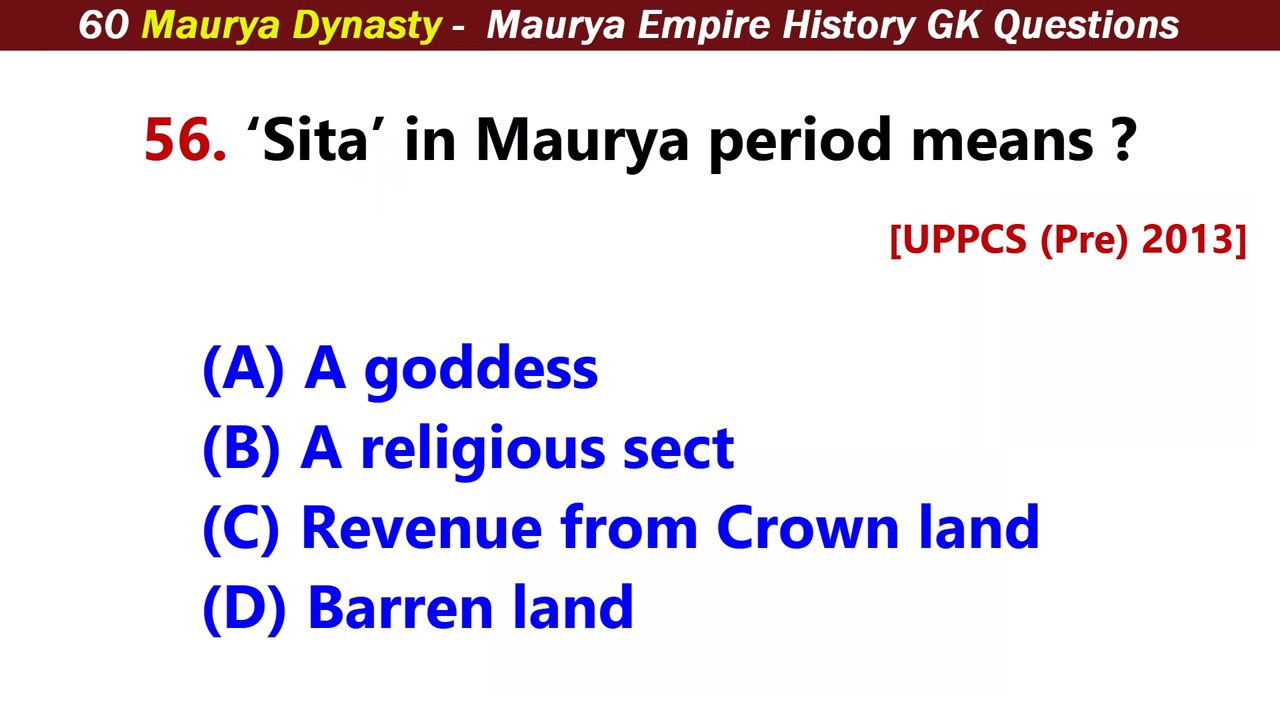 60 Maurya Dynasty - Maurya Empire History GK Questions
56. ‘Sita’ in Maurya period means ?
[UPPCS (Pre) 2013]
(A) A goddess
(B) A religious sect
(C) Revenue from Crown land
(D) Barren land